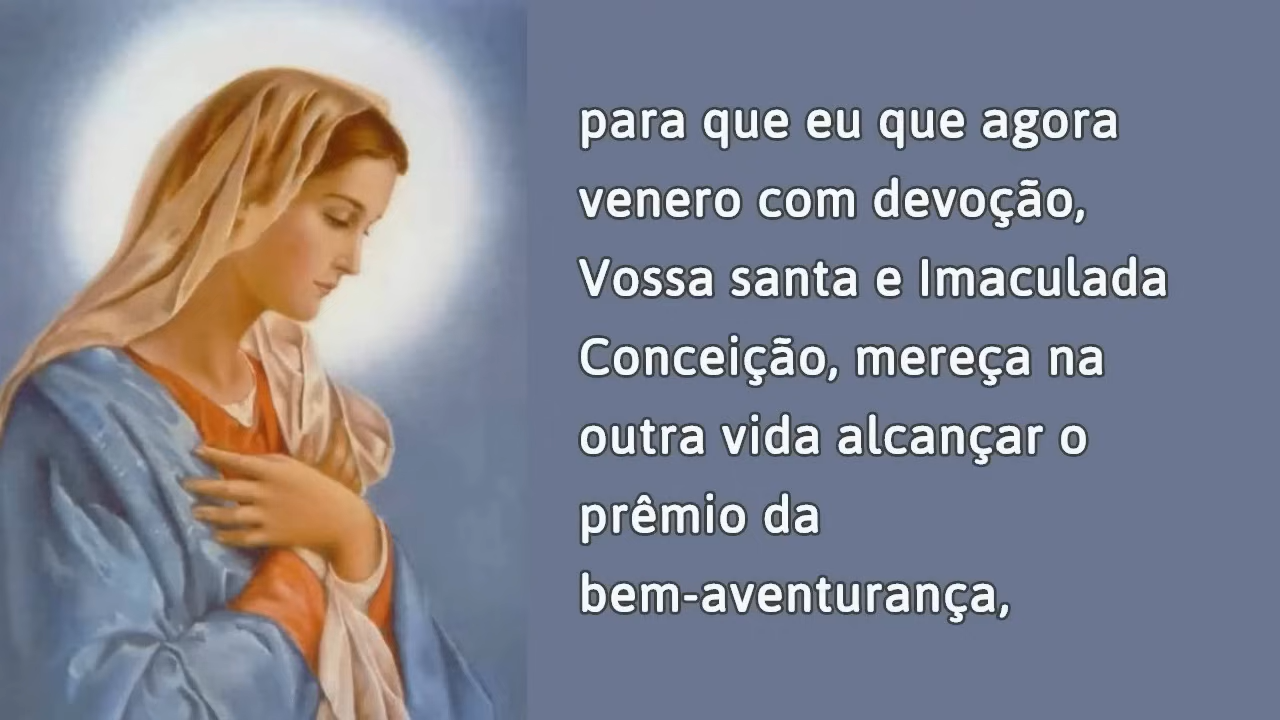 para que eu que agora
venero com devoção,
Vossa santa e Imaculada
Conceição, mereça na
outra vida alcançar o
prêmio da
bem-aventurança,